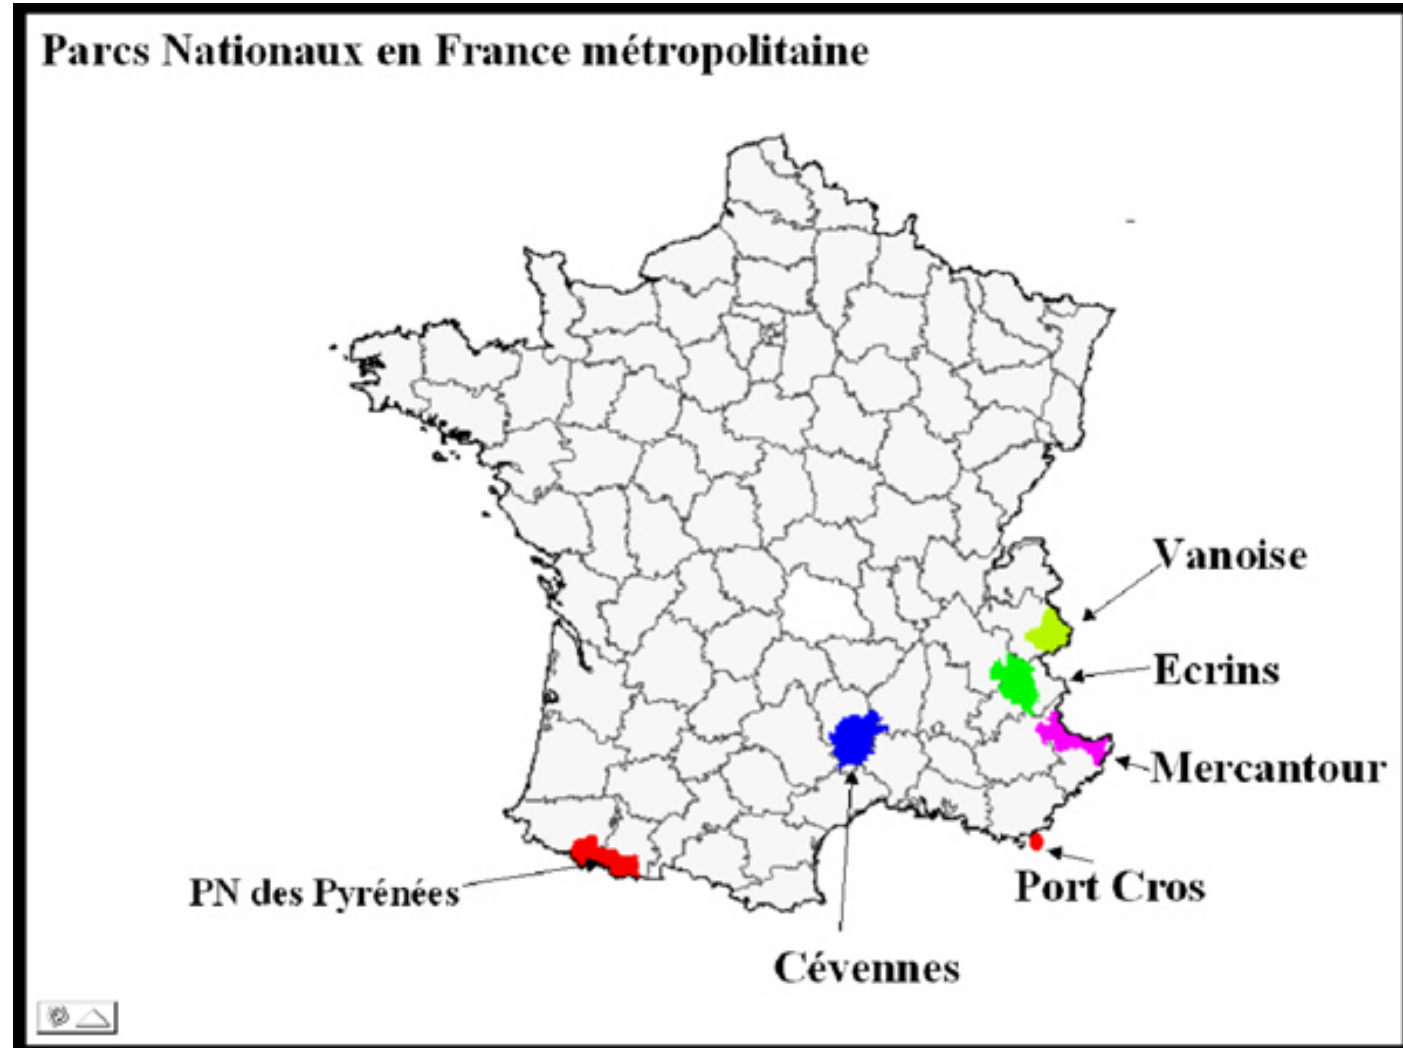 Parcs Nationaux en France métropolitaine
Vanoise
Ecrins
Mercantour
PN des Pyrénées
Port Cros
Cévennes